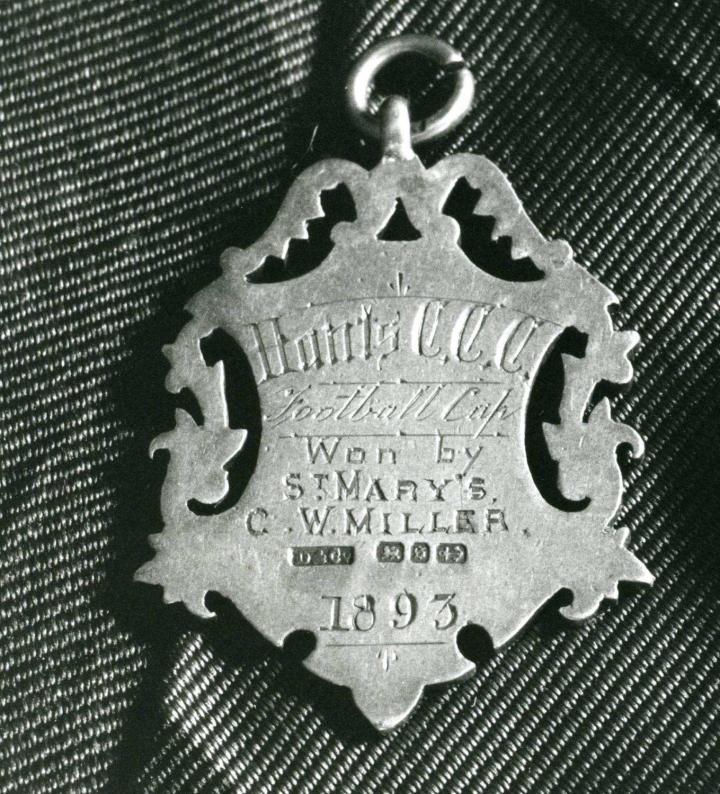 Hants C.C.C.
Football Cup
Won by
ST. MARY'S.
C. W. MILLER.
1893